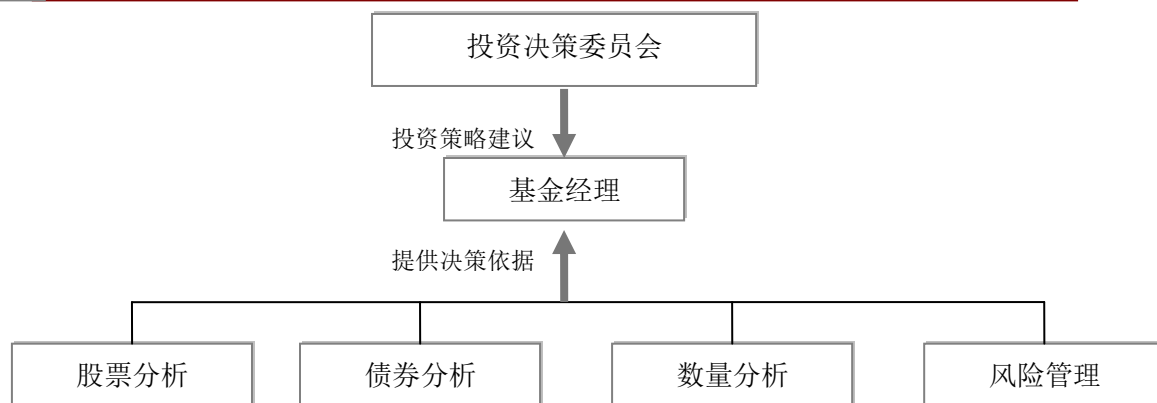 投资决策委员会
投资策略建议
基金经理
提供决策依据
股票分析
债券分析
数量分析
风险管理